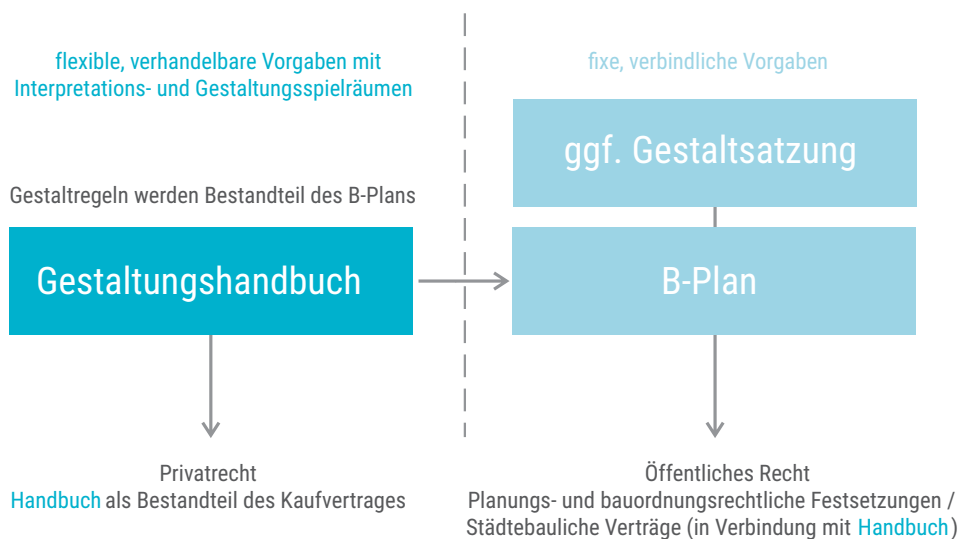 flexible, verhandelbare Vorgaben mit
Interpretations- und Gestaltungsspielräumen
Gestaltregeln werden Bestandteil des B-Plans
Gestaltungshandbuch
Privatrecht
Handbuch als Bestandteil des Kaufvertrages
fixe, verbindliche Vorgaben
ggf. Gestaltsatzung
B-Plan
Öffentliches Recht
Planungs- und bauordnungsrechtliche Festsetzungen /
Städtebauliche Verträge (in Verbindung mit Handbuch)